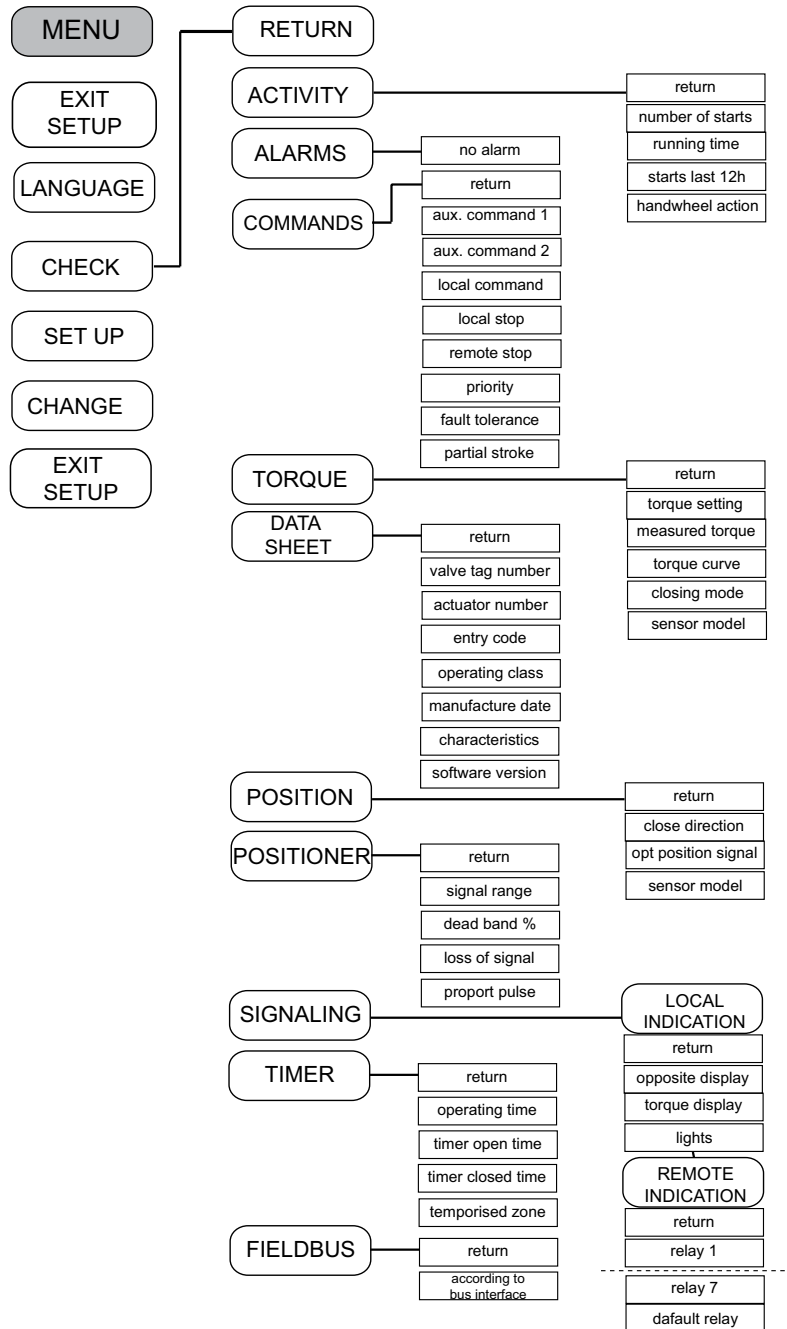 MENU
EXIT
SETUP
LANGUAGE
CHECK
SET UP
CHANGE
EXIT
SETUP
RETURN
ACTIVITY
return
number of starts
running time
starts last 12h
handwheel action
ALARMS
no alarm
COMMANDS
return
aux. command 1
aux. command 2
local command
local stop
remote stop
priority
fault tolerance
partial stroke
TORQUE
return
torque setting
measured torque
torque curve
closing mode
sensor model
DATA
SHEET
return
valve tag number
actuator number
entry code
operating class
manufacture date
characteristics
software version
POSITION
return
close direction
opt position signal
sensor model
POSITIONER
return
signal range
dead band %
loss of signal
proport pulse
SIGNALING
LOCAL
INDICATION
return
opposite display
torque display
lights
REMOTE
INDICATION
return
relay 1
relay 7
dafault relay
TIMER
return
operating time
timer open time
timer closed time
temporised zone
FIELDBUS
return
according to
bus interface